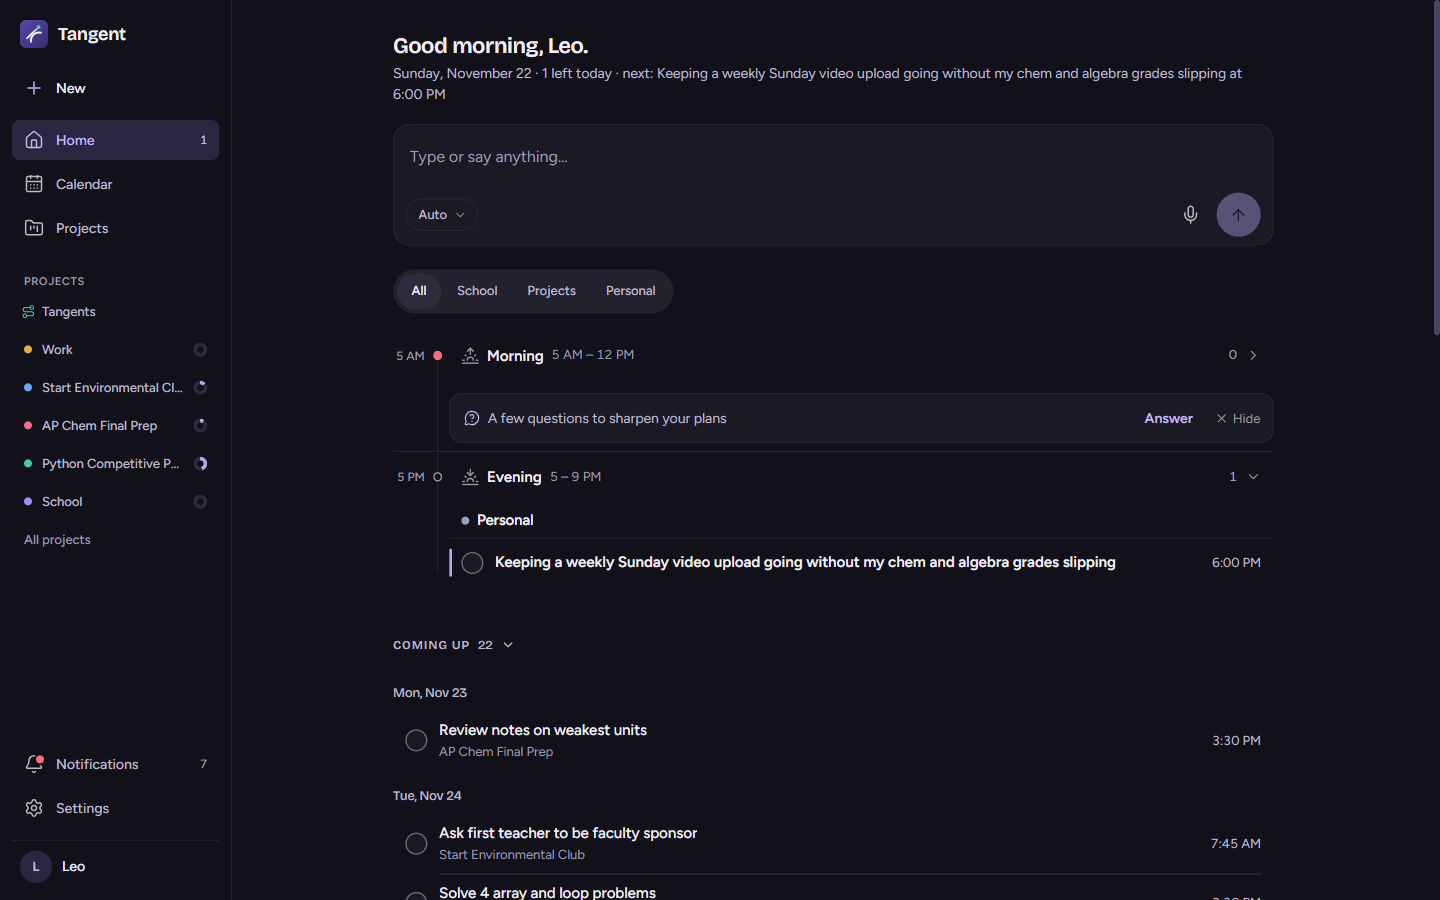 Tangent
New
Home 1
Calendar
Projects
PROJECTS
Tangents
Work
Start Environmental Cl...
AP Chem Final Prep
Python Competitive P...
School
All projects
Notifications 7
Settings
L Leo
Good morning, Leo.
Sunday, November 22 · 1 left today · next: Keeping a weekly Sunday video upload going without my chem and algebra grades slipping at
6:00 PM
Type or say anything...
Auto
All School Projects Personal
5 AM Morning 5 AM – 12 PM 0
A few questions to sharpen your plans Answer Hide
5 PM Evening 5 – 9 PM 1
Personal
Keeping a weekly Sunday video upload going without my chem and algebra grades slipping 6:00 PM
COMING UP 22
Mon, Nov 23
Review notes on weakest units
AP Chem Final Prep
3:30 PM
Tue, Nov 24
Ask first teacher to be faculty sponsor
Start Environmental Club
7:45 AM
Solve 4 array and loop problems